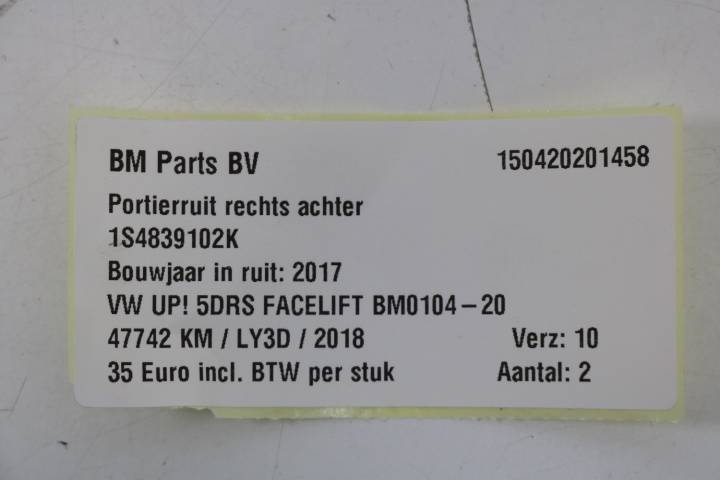 BM Parts BV 150420201458
Portierruit rechts achter
1S4839102K
Bouwjaar in ruit: 2017
VW UP! 5DRS FACELIFT BM0104-20
47742 KM / LY3D / 2018 Verz: 10
35 Euro incl. BTW per stuk Aantal: 2